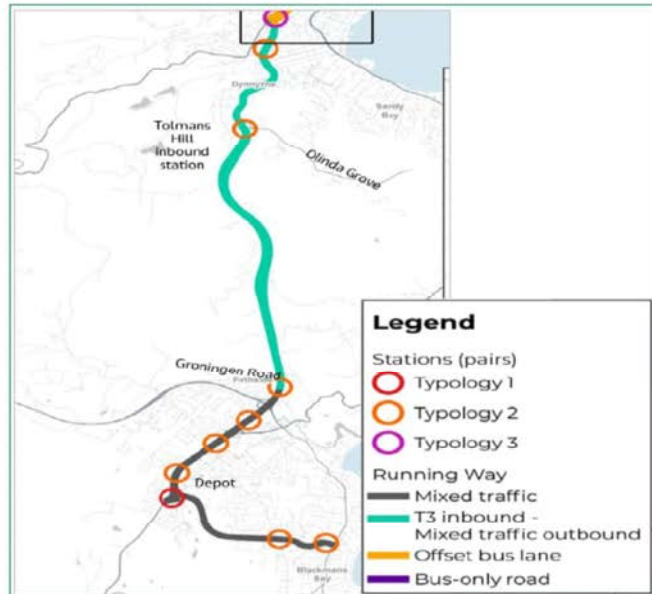 Dynnyrne
Sandy
Bay
Tolmans
Hill
inbound
station
Olinda Grove
Groningen Road
Depot
Blackmans
Bay
Legend
Stations (pairs)
Typology 1
Typology 2
Typology 3
Running Way
Mixed traffic
T3 inbound -
Mixed traffic outbound
Offset bus lane
Bus-only road